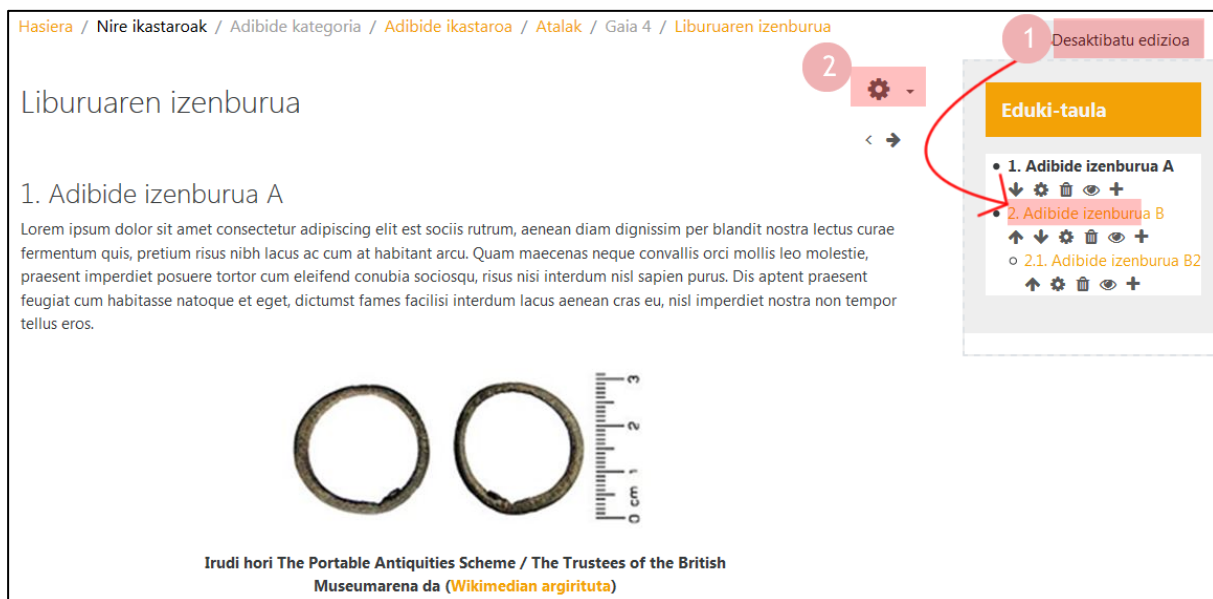 Hasiera / Nire ikastaroak / Adibide kategoria / Adibide ikastaroa / Atalak / Gaia 4 / Liburuaren izenburua
1
Desaktibatu edizioa
2
Liburuaren izenburua
Eduki-taula
1. Adibide izenburua A
2. Adibide izenburua B
2.1. Adibide izenburua B2
1. Adibide izenburua A
Lorem ipsum dolor sit amet consectetur adipiscing elit est sociis rutrum, aenean diam dignissim per blandit nostra lectus curae
fermentum quis, pretium risus nibh lacus ac cum at habitant arcu. Quam maecenas neque convallis orci mollis leo molestie,
praesent imperdiet posuere tortor cum eleifend conubia sociosqu, risus nisi interdum nisl sapien purus. Dis aptent praesent
feugiat cum habitasse natoque et eget, dictumst fames facilisi interdum lacus aenean cras eu, nisl imperdiet nostra non tempor
tellus eros.
3
2
1
0 cm
Irudi hori The Portable Antiquities Scheme / The Trustees of the British
Museumarena da (Wikimedian argirituta)